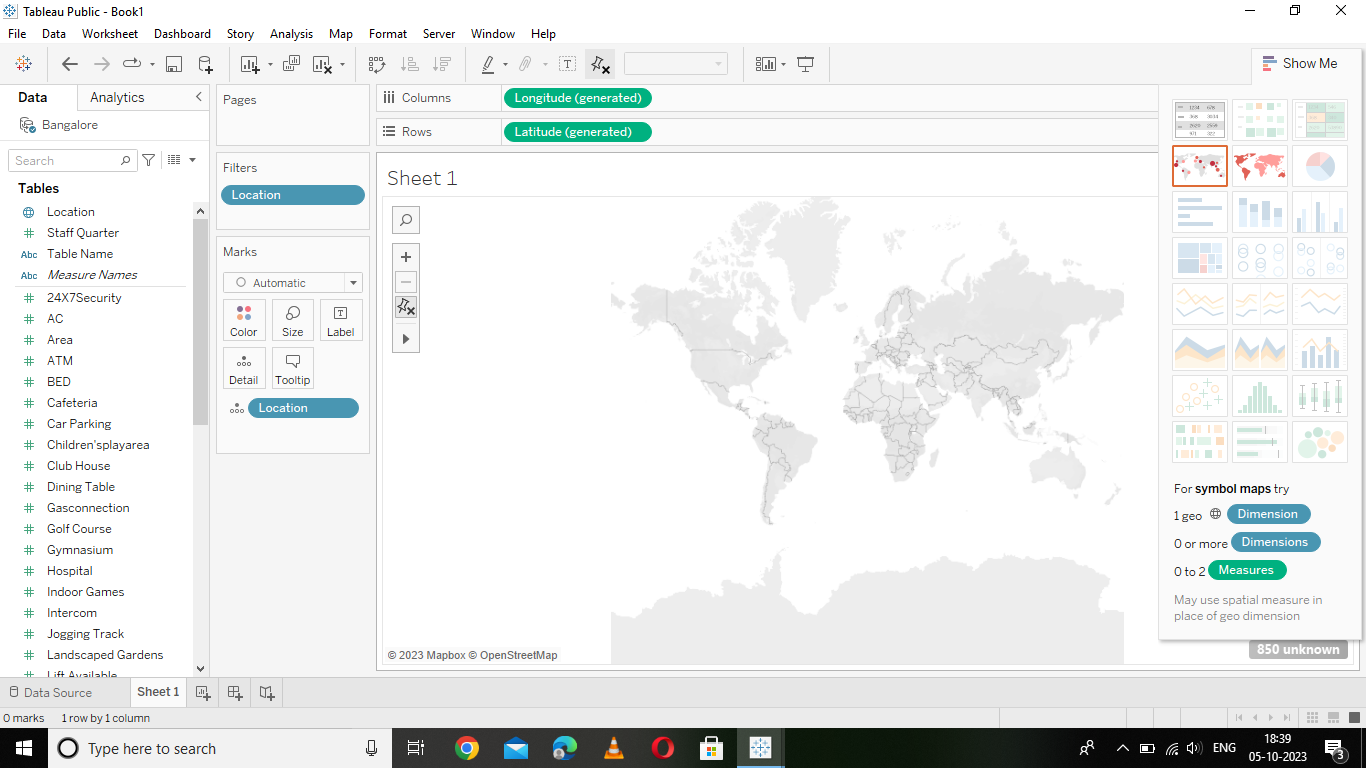 Tableau Public - Book1
File Data Worksheet Dashboard Story Analysis Map Format Server Window Help
Show Me
Data Analytics
Bangalore
Search
Tables
Location
Staff Quarter
Abc Table Name
Abc Measure Names
24X7Security
AC
Area
ATM
BED
Cafeteria
Car Parking
Children'splayarea
Club House
Dining Table
Gasconnection
Golf Course
Gymnasium
Hospital
Indoor Games
Intercom
Jogging Track
Landscaped Gardens
Lift Available
Pages
Filters
Location
Marks
Automatic
Color Size Label
Detail Tooltip
Location
Columns Longitude (generated)
Rows Latitude (generated)
Sheet 1
© 2023 Mapbox © OpenStreetMap
For symbol maps try
1 geo Dimension
0 or more Dimensions
0 to 2 Measures
May use spatial measure in
place of geo dimension
850 unknown
Data Source Sheet 1
0 marks 1 row by 1 column
Type here to search
ENG
18:39
05-10-2023
3